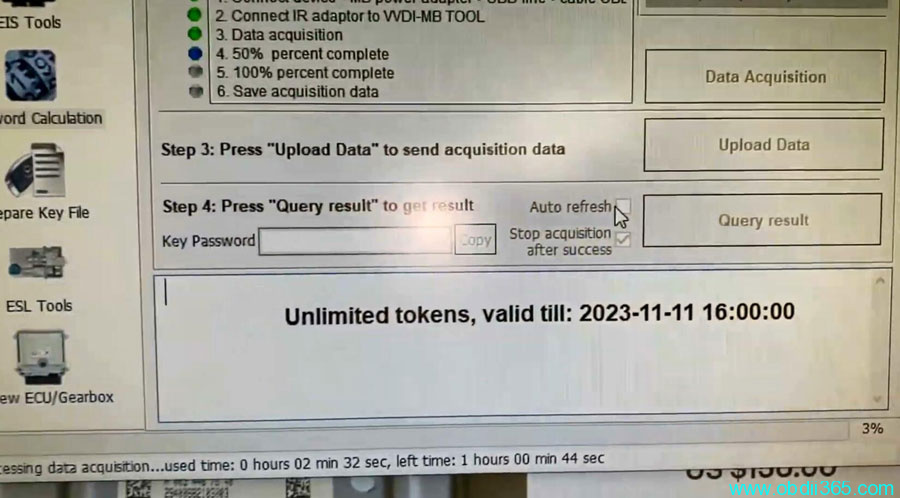 EIS Tools
2. Connect IR adaptor to VVDI-MB TOOL
3. Data acquisition
4. 50% percent complete
5. 100% percent complete
6. Save acquisition data
Data Acquisition
Calculation
Step 3: Press "Upload Data" to send acquisition data
Upload Data
Key File
Step 4: Press "Query result" to get result
Auto refresh
Query result
Key Password
Copy
Stop acquisition
after success
ESL Tools
Unlimited tokens, valid till: 2023-11-11 16:00:00
ECU/Gearbox
3%
data acquisition...used time: 0 hours 02 min 32 sec, left time: 1 hours 00 min 44 sec
www.obdii365.com